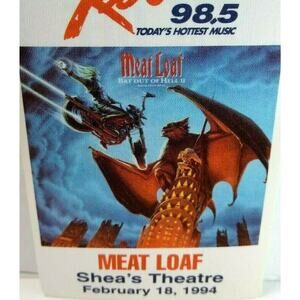 98.5
TODAY'S HOTTEST MUSIC
Meat Loaf
BAT OUT OF HELL II
MEAT LOAF
Shea's Theatre
February 18, 1994